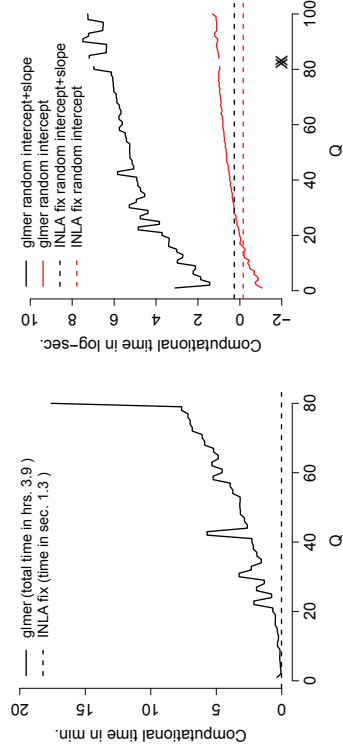 glmer (total time in hrs. 3.9 )
INLA fix (time in sec. 1.3 )
Computational time in min.
20
15
10
5
0
0 20 40 60 80
Q
glmer random intercept+slope
glmer random intercept
INLA fix random intercept+slope
INLA fix random intercept
Computational time in log−sec.
10
8
6
4
2
0
−2
0 20 40 60 80 100
Q